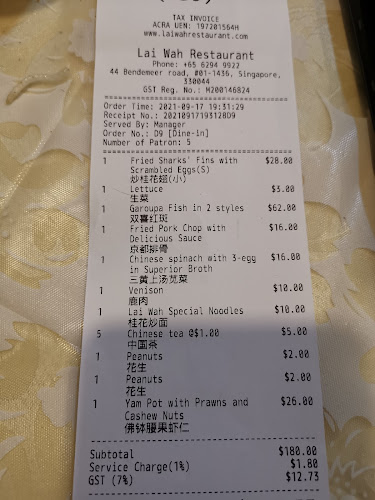 TAX INVOICE
ACRA UEN: 197201564H
www.laiwahrestaurant.com
Lai Wah Restaurant
Phone: +65 6294 9922
44 Bendemeer road, #01-1436, Singapore,
330044
GST Reg. No.: M200146824
Order Time: 2021-09-17 19:31:29
Receipt No.: 20210917193128D9
Served By: Manager
Order No.: D9 [Dine-in]
Number of Patron: 5
1 Fried Sharks' Fins with $28.00
Scrambled Eggs(S)
炒桂花翅(小)
1 Lettuce $3.00
生菜
1 Garoupa Fish in 2 styles $62.00
双喜红斑
1 Fried Pork Chop with $16.00
Delicious Sauce
京都排骨
1 Chinese spinach with 3-egg $16.00
in Superior Broth
三黄上汤苋菜
1 Venison $10.00
鹿肉
1 Lai Wah Special Noodles $10.00
桂花炒面
5 Chinese tea @$1.00 $5.00
中国茶
1 Peanuts $2.00
花生
1 Peanuts $2.00
花生
1 Yam Pot with Prawns and $26.00
Cashew Nuts
佛钵腰果虾仁
Subtotal $180.00
Service Charge(1%) $1.80
GST (7%) $12.73